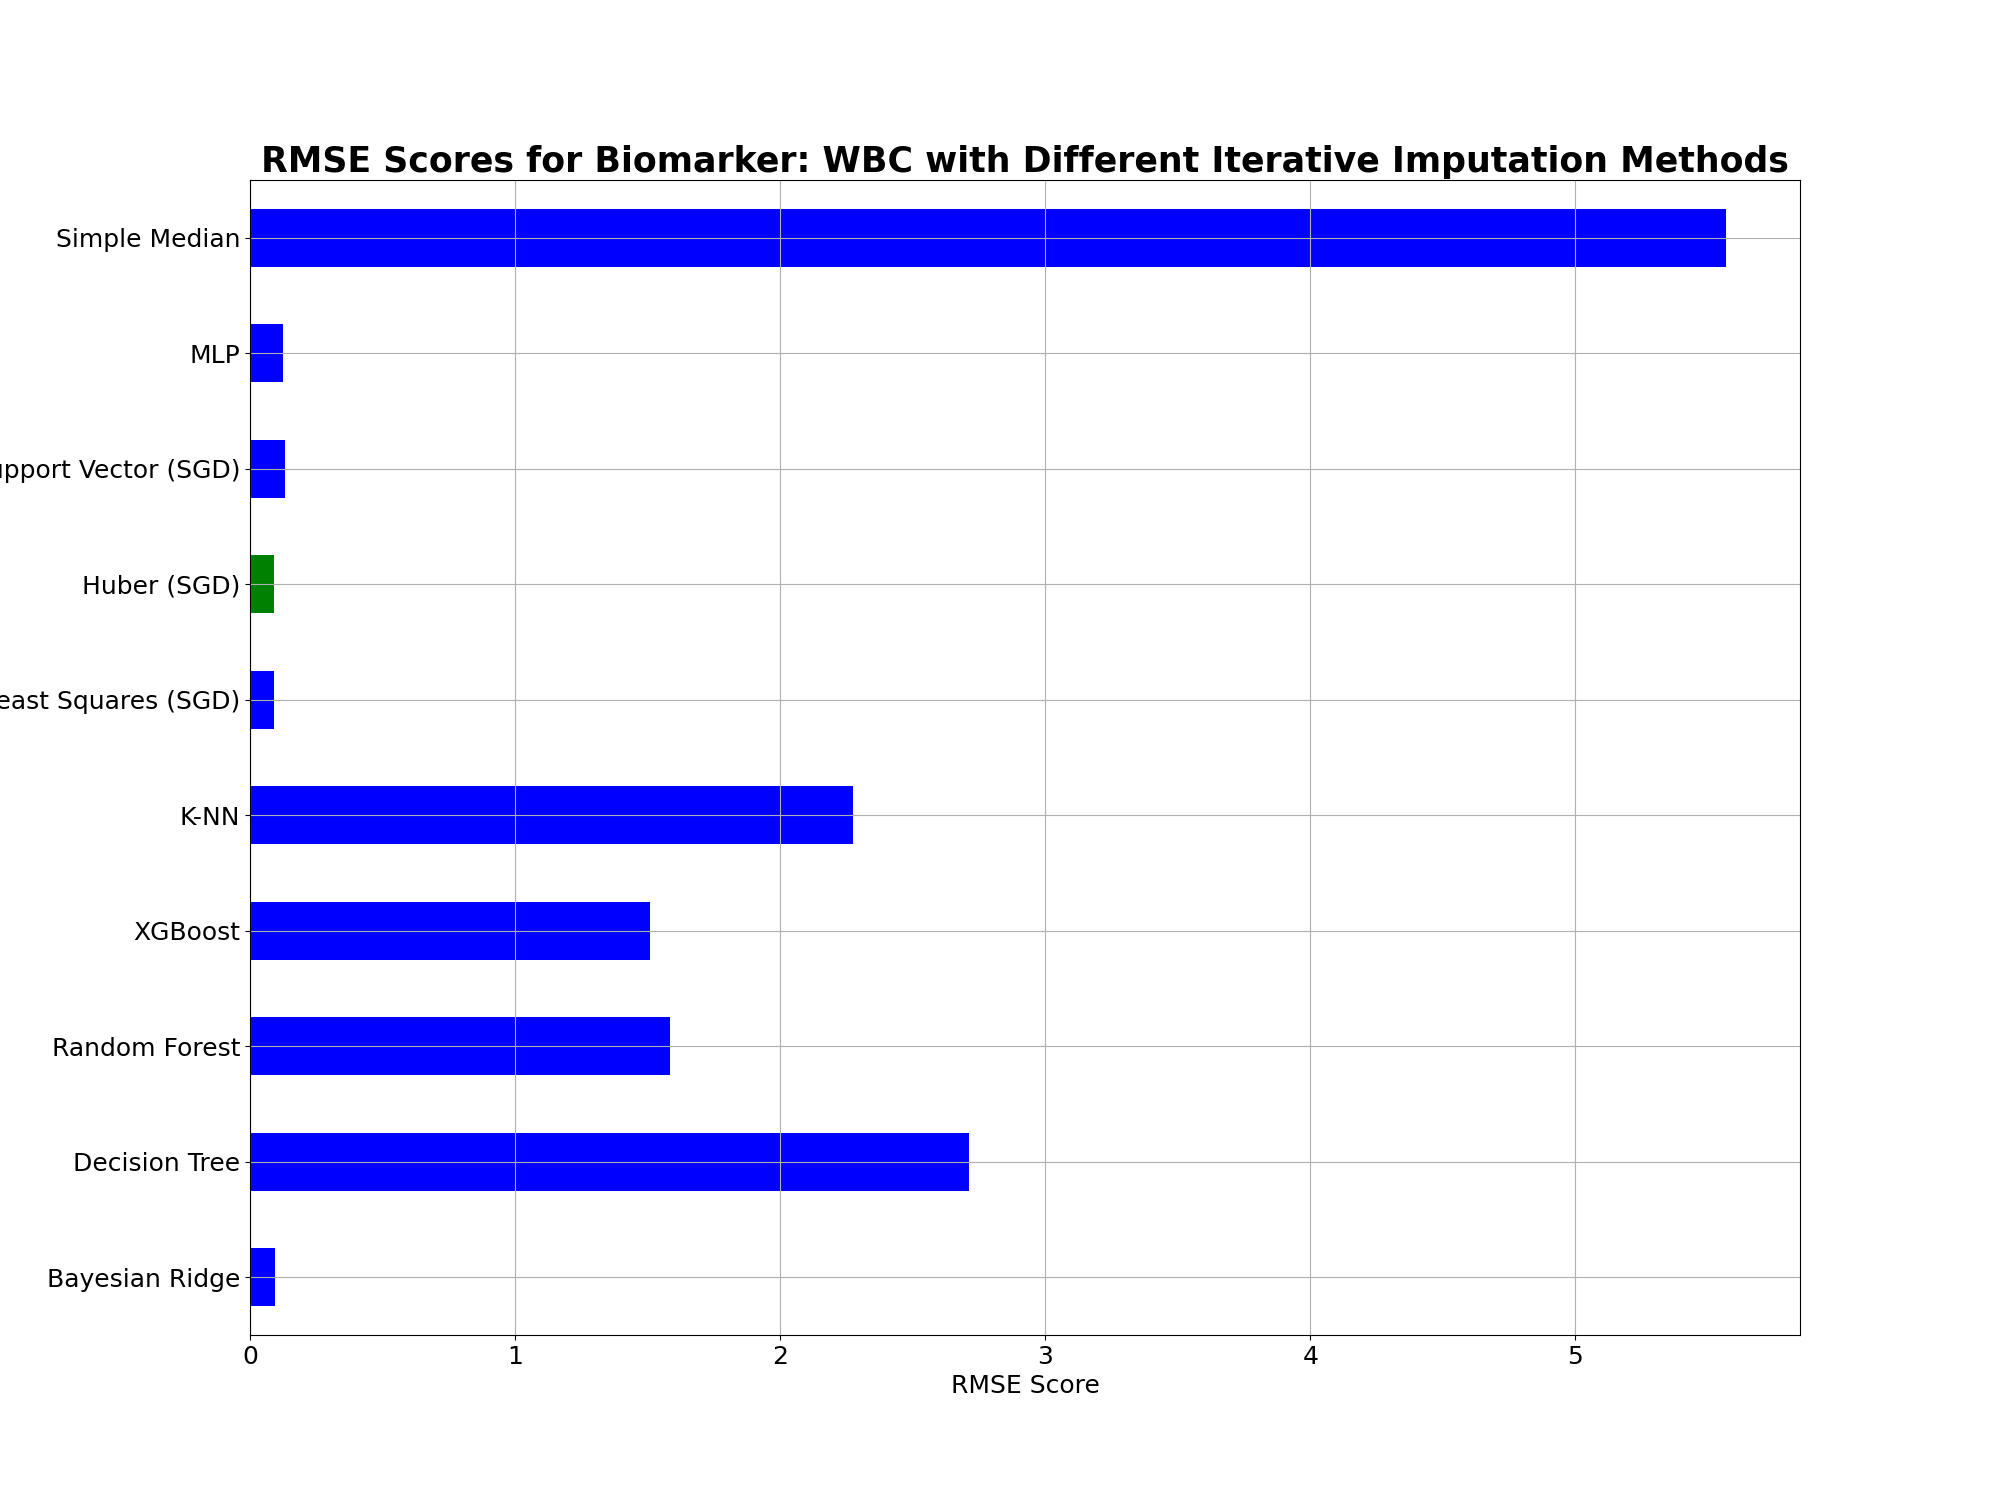 RMSE Scores for Biomarker: WBC with Different Iterative Imputation Methods
Simple Median
MLP
upport Vector (SGD)
Huber (SGD)
east Squares (SGD)
K-NN
XGBoost
Random Forest
Decision Tree
Bayesian Ridge
0 1 2 3 4 5
RMSE Score